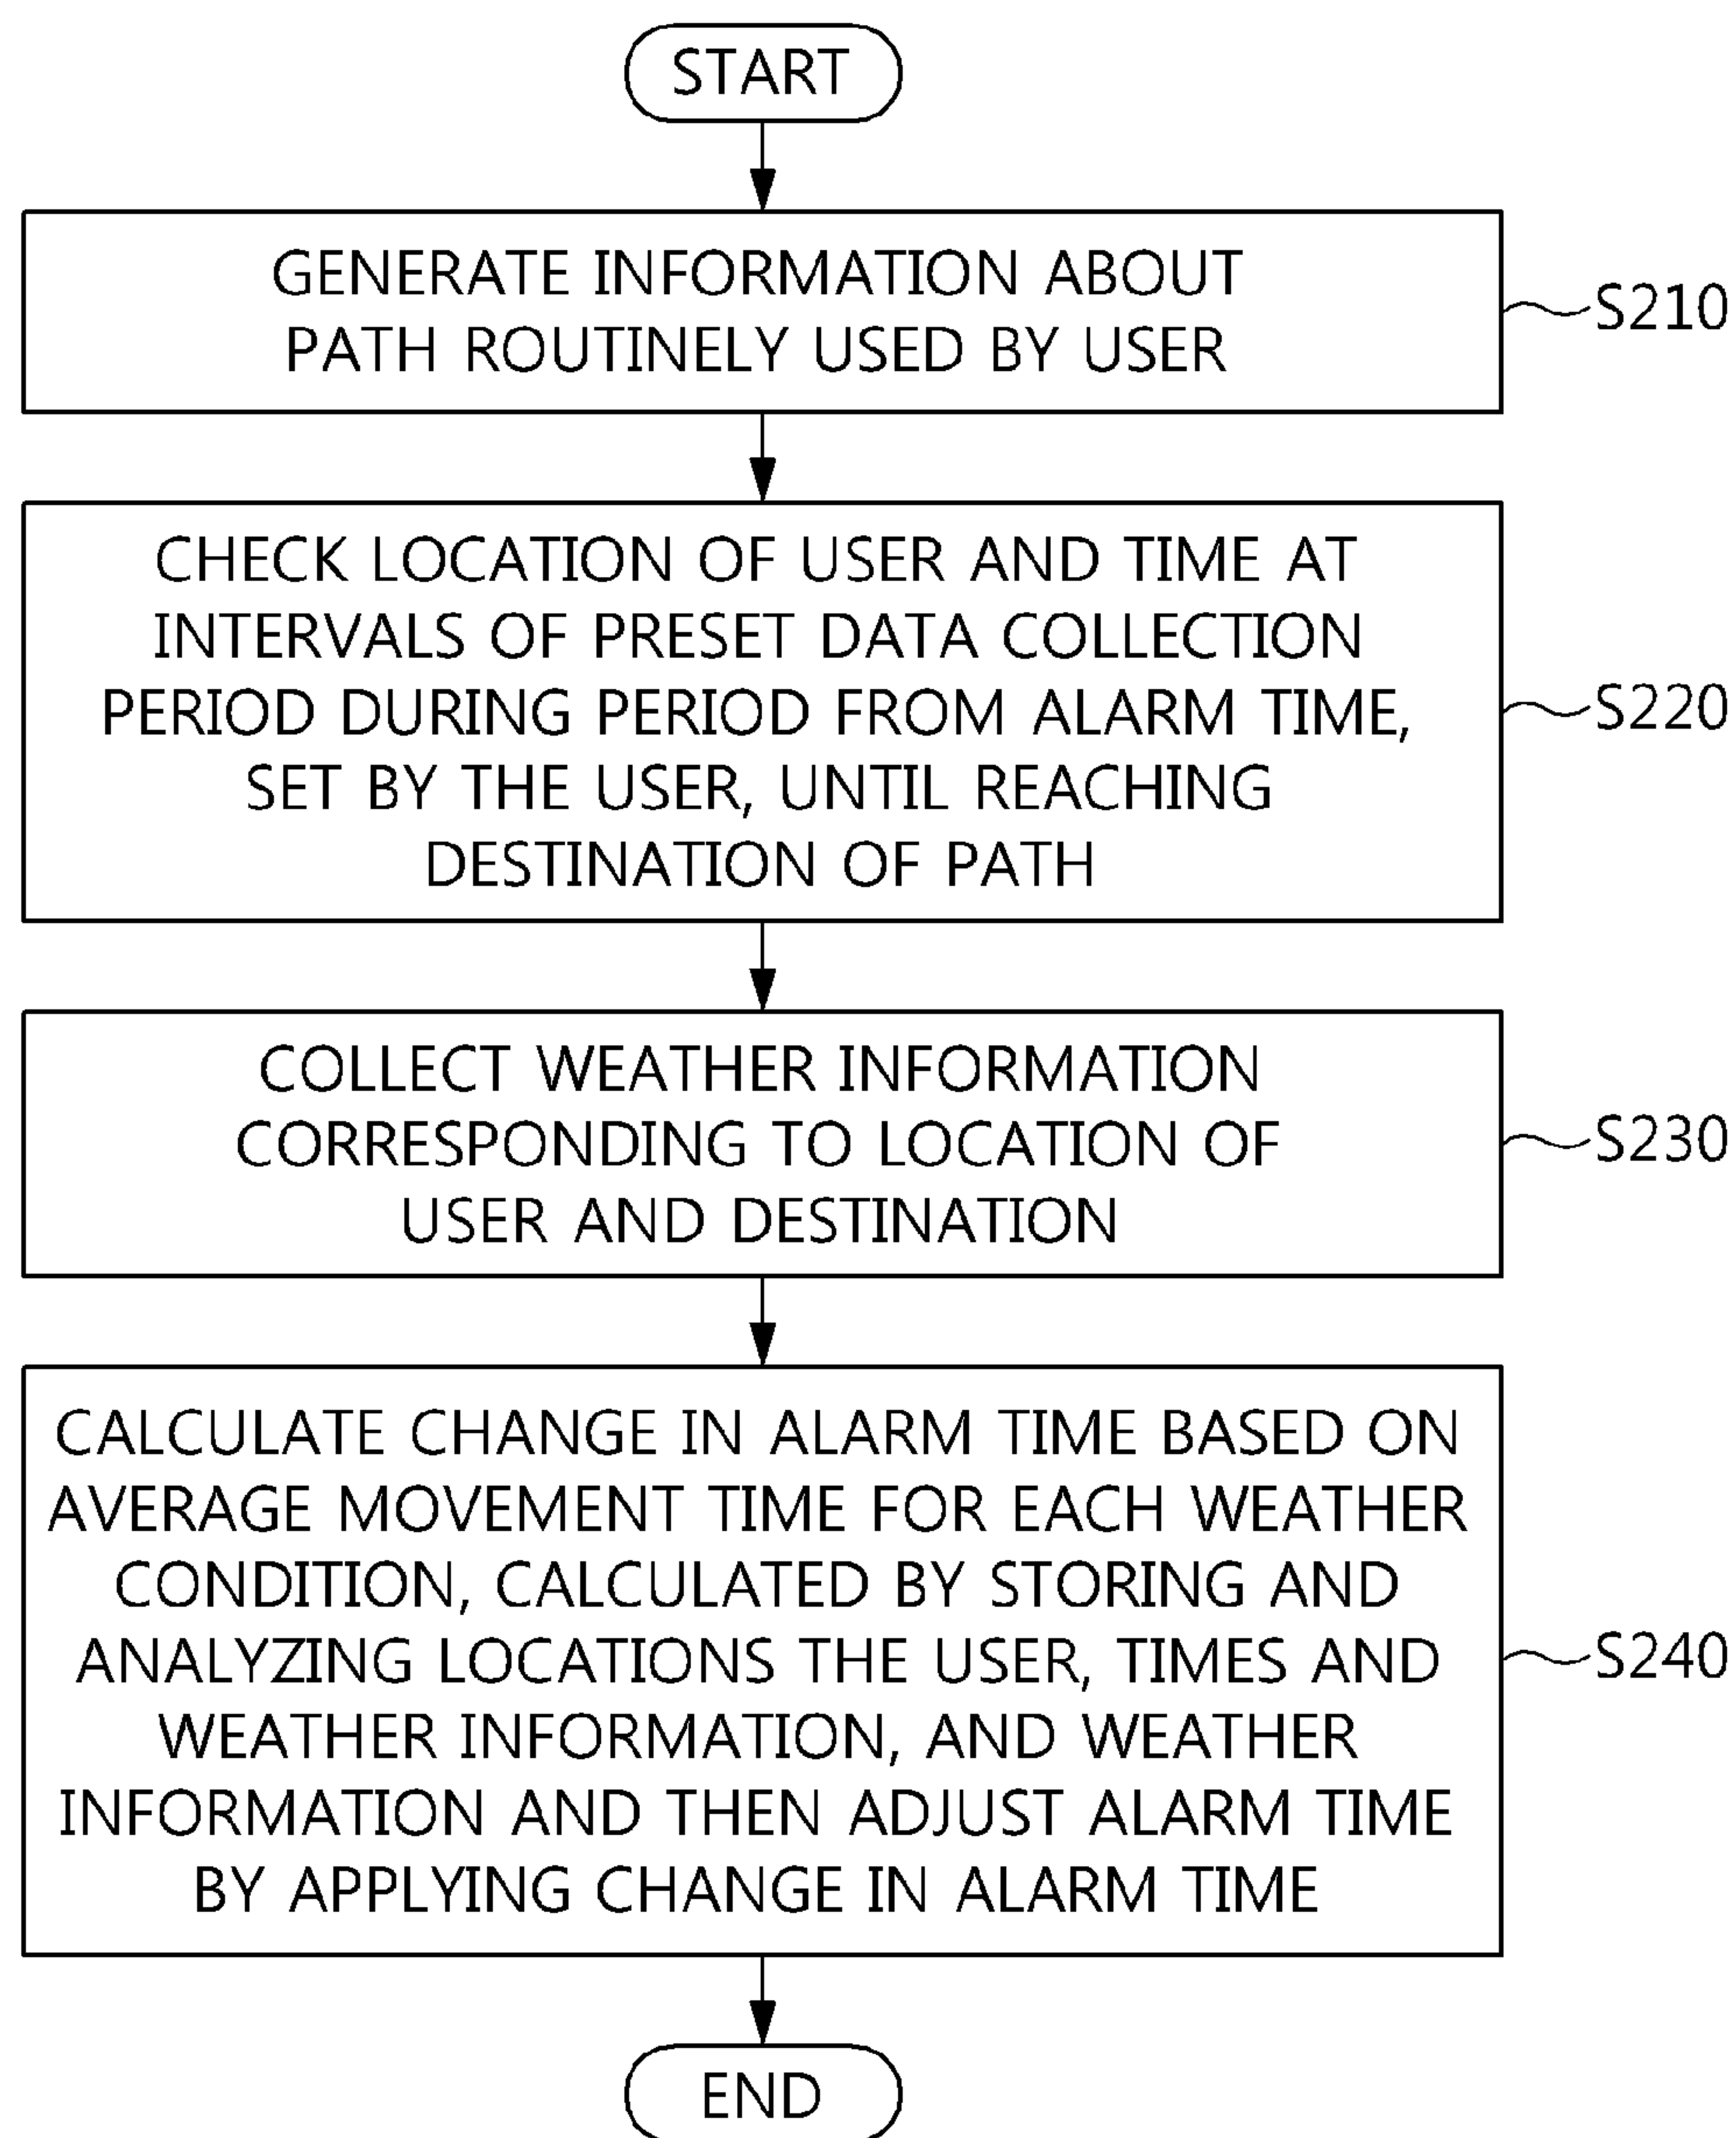 START
GENERATE INFORMATION ABOUT
PATH ROUTINELY USED BY USER
S210
CHECK LOCATION OF USER AND TIME AT
INTERVALS OF PRESET DATA COLLECTION
PERIOD DURING PERIOD FROM ALARM TIME,
SET BY THE USER, UNTIL REACHING
DESTINATION OF PATH
S220
COLLECT WEATHER INFORMATION
CORRESPONDING TO LOCATION OF
USER AND DESTINATION
S230
CALCULATE CHANGE IN ALARM TIME BASED ON
AVERAGE MOVEMENT TIME FOR EACH WEATHER
CONDITION, CALCULATED BY STORING AND
ANALYZING LOCATIONS THE USER, TIMES AND
WEATHER INFORMATION, AND WEATHER
INFORMATION AND THEN ADJUST ALARM TIME
BY APPLYING CHANGE IN ALARM TIME
S240
END